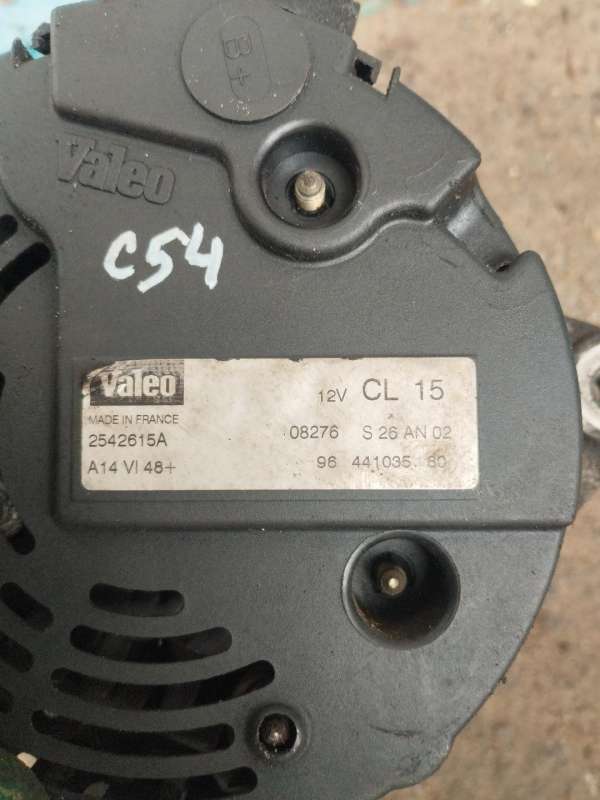 B+
Valeo
C54
Valeo
12V CL 15
MADE IN FRANCE
2542615A 08276 S 26 AN 02
A14 VI 48+ 96 441035 80